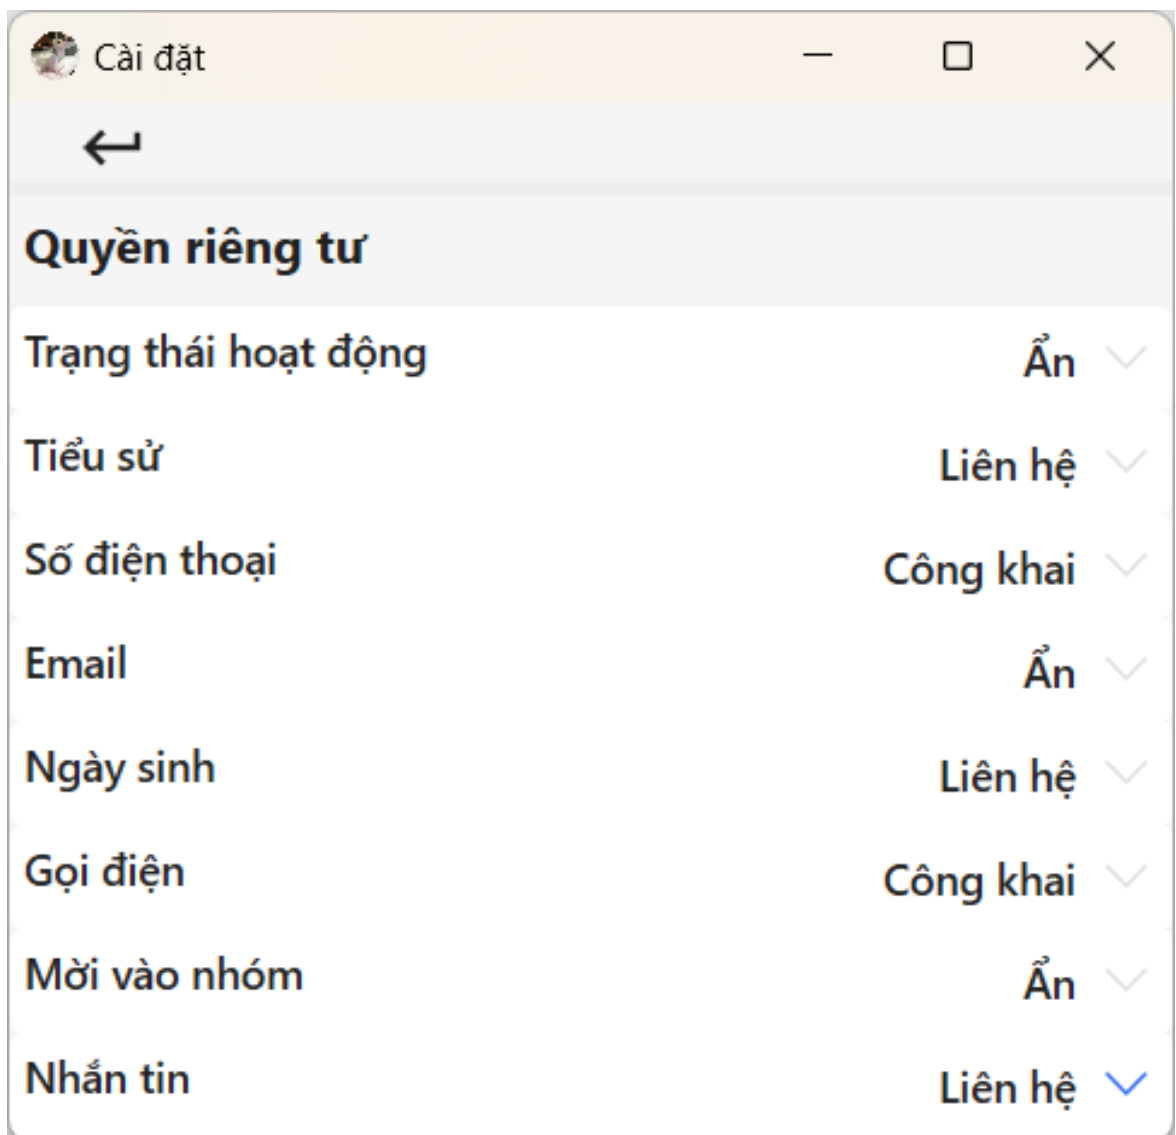 Cài đặt
Quyền riêng tư
Trạng thái hoạt động Ẩn
Tiểu sử Liên hệ
Số điện thoại Công khai
Email Ẩn
Ngày sinh Liên hệ
Gọi điện Công khai
Mời vào nhóm Ẩn
Nhắn tin Liên hệ